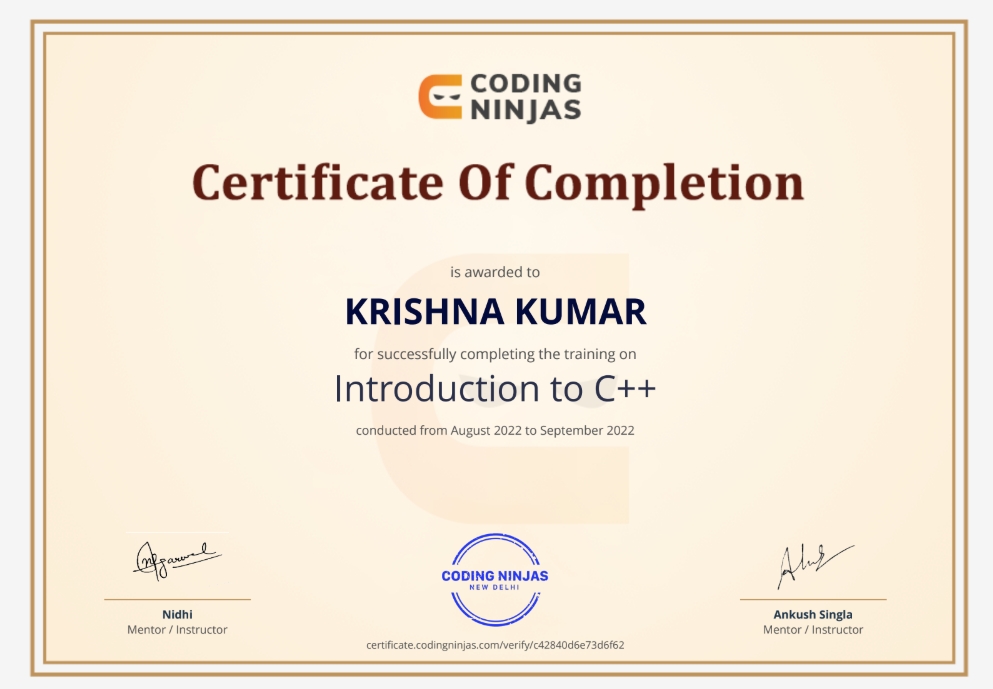 CODING
NINJAS
Certificate Of Completion
is awarded to
KRISHNA KUMAR
for successfully completing the training on
Introduction to C++
conducted from August 2022 to September 2022
Nidhi
Mentor / Instructor
CODING NINJAS
NEW DELHI
Ankush Singla
Mentor / Instructor
certificate.codingninjas.com/verify/c42840d6e73d6f62